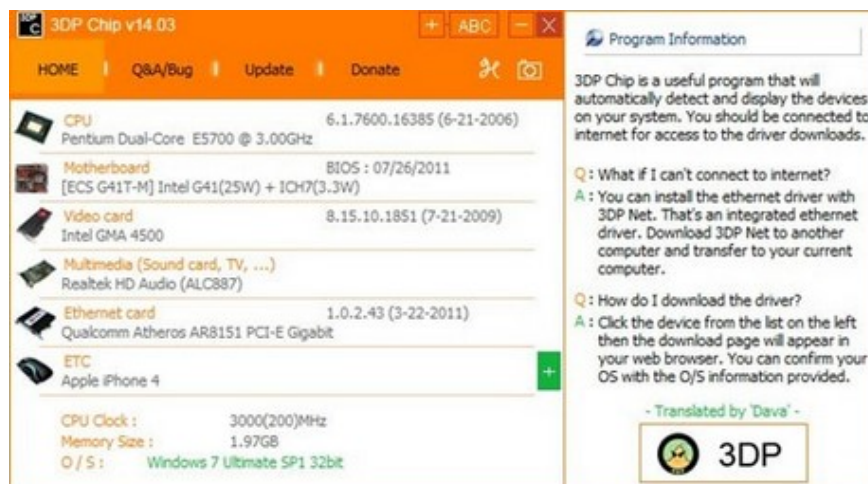 3DP Chip v14.03
+ ABC
HOME Q&A/Bug Update Donate
CPU 6.1.7600.16385 (6-21-2006)
Pentium Dual-Core E5700 @ 3.00GHz
Motherboard BIOS : 07/26/2011
[ECS G41T-M] Intel G41(25W) + ICH7(3.3W)
Video card 8.15.10.1851 (7-21-2009)
Intel GMA 4500
Multimedia (Sound card, TV, ...)
Realtek HD Audio (ALC887)
Ethernet card 1.0.2.43 (3-22-2011)
Qualcomm Atheros AR8151 PCI-E Gigabit
ETC
Apple iPhone 4
+
CPU Clock : 3000(200)MHz
Memory Size : 1.97GB
O / S : Windows 7 Ultimate SP1 32bit
Program Information
3DP Chip is a useful program that will
automatically detect and display the devices
on your system. You should be connected to
internet for access to the driver downloads.
Q : What if I can't connect to internet?
A : You can install the ethernet driver with
3DP Net. That's an integrated ethernet
driver. Download 3DP Net to another
computer and transfer to your current
computer.
Q : How do I download the driver?
A : Click the device from the list on the left
then the download page will appear in
your web browser. You can confirm your
OS with the O/S information provided.
- Translated by 'Dava' -
3DP